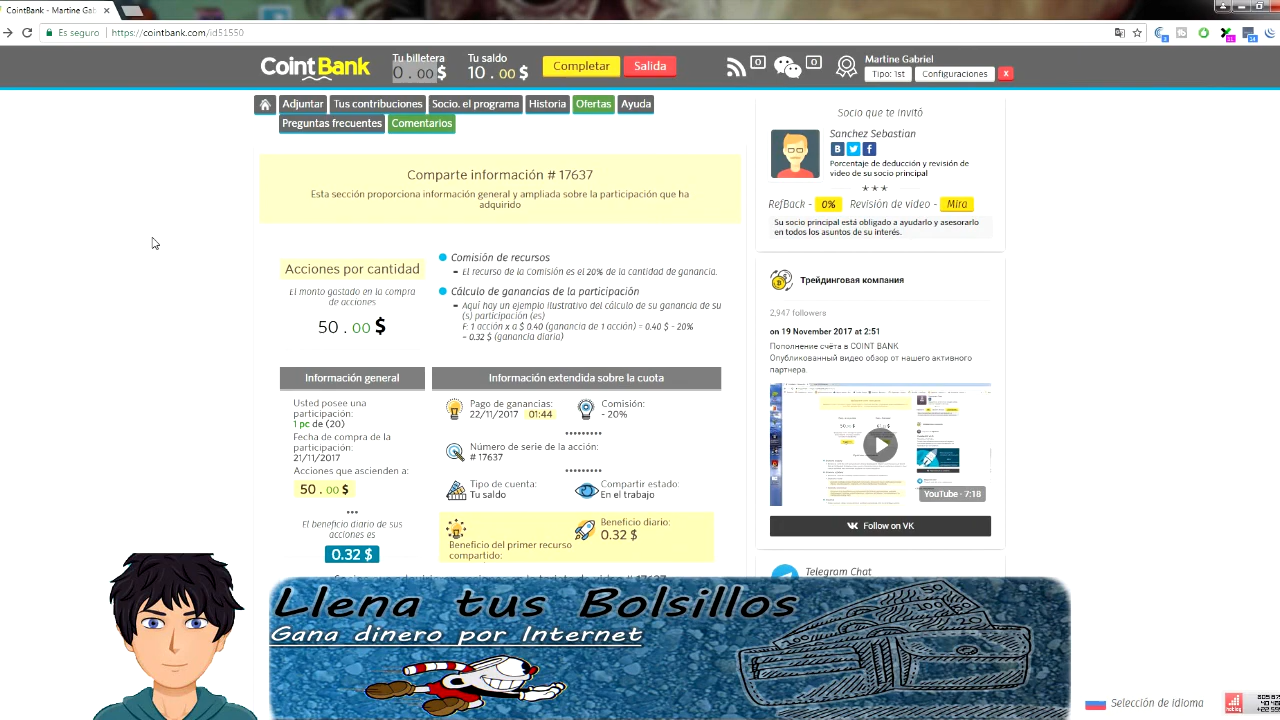 CointBank - Martine Gal
Es seguro
https://cointbank.com/id51550
CointBank
Tu billetera
0 . 00 $
Tu saldo
10 . 00 $
Completar
Salida
0
0
Martine Gabriel
Tipo: 1st
Configuraciones
x
Adjuntar
Tus contribuciones
Socio. el programa
Historia
Ofertas
Ayuda
Preguntas frecuentes
Comentarios
Comparte información # 17637
Esta sección proporciona información general y ampliada sobre la participación que ha
adquirido
Acciones por cantidad
El monto gastado en la compra
de acciones
50 . 00 $
Comisión de recursos
El recurso de la comisión es el 20% de la cantidad de ganancia.
Cálculo de ganancias de la participación
Aquí hay un ejemplo ilustrativo del cálculo de su ganancia de su
(s) participación (es)
F: 1 acción x a $ 0.40 (ganancia de 1 acción) = 0.40 $ - 20%
= 0.32 $ (ganancia diaria)
Información general
Usted posee una
participación:
1 pc de (20)
Fecha de compra de la
participación:
21/11/2017
Acciones que ascienden a:
50 . 00 $
El beneficio diario de sus
acciones es
0.32 $
Información extendida sobre la cuota
Pago de ganancias:
22/11/2017 01:44
Comisión:
- 20%
Número de serie de la acción:
# 17637
Tipo de cuenta:
Tu saldo
Compartir estado:
En el trabajo
Beneficio del primer recurso
compartido:
Beneficio diario:
0.32 $
Socio que te invitó
Sanchez Sebastian
Porcentaje de deducción y revisión de
video de su socio principal
RefBack - 0% Revisión de video - Mira
Su socio principal está obligado a ayudarlo y asesorarlo
en todos los asuntos de su interés.
Трейдинговая компания
2,947 followers
on 19 November 2017 at 2:51
Пополнение счёта в COINT BANK
Опубликованный видео обзор от нашего активного
партнера.
YouTube · 7:18
Follow on VK
Telegram Chat
Llena tus Bolsillos
Gana dinero por Internet
Selección de idioma